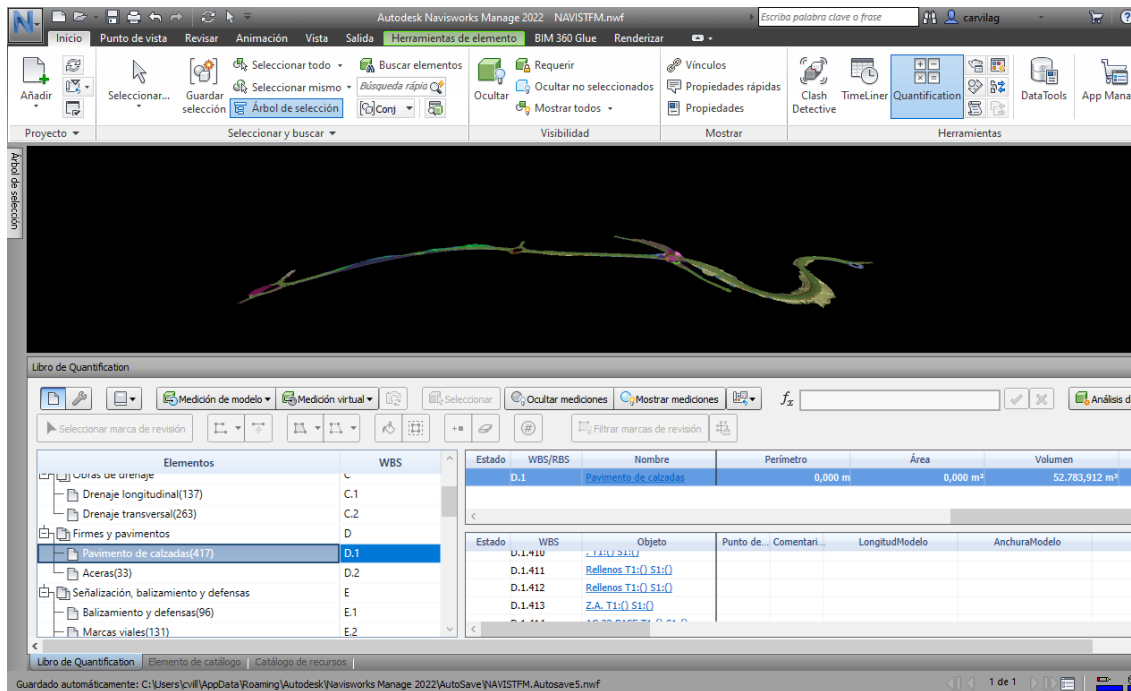 Autodesk Navisworks Manage 2022 NAVISTFM.nwf
Escriba palabra clave o frase
carvilag
Inicio Punto de vista Revisar Animación Vista Salida Herramientas de elemento BIM 360 Glue Renderizar
Añadir
Seleccionar...
Guardar selección
Seleccionar todo
Seleccionar mismo
Árbol de selección
Buscar elementos
Búsqueda rápid
Conj
Ocultar
Requerir
Ocultar no seleccionados
Mostrar todos
Vínculos
Propiedades rápidas
Propiedades
Clash Detective
TimeLiner
Quantification
DataTools
App Mana
Proyecto Seleccionar y buscar Visibilidad Mostrar Herramientas
Árbol de selección
Libro de Quantification
Medición de modelo Medición virtual Seleccionar Ocultar mediciones Mostrar mediciones fx Análisis d
Seleccionar marca de revisión Filtrar marcas de revisión
Elementos WBS
Obras de drenaje C
Drenaje longitudinal(137) C.1
Drenaje transversal(263) C.2
Firmes y pavimentos D
Pavimento de calzadas(417) D.1
Aceras(33) D.2
Señalización, balizamiento y defensas E
Balizamiento y defensas(96) E.1
Marcas viales(131) E.2
Estado WBS/RBS Nombre Perímetro Área Volumen
D.1 Pavimento de calzadas 0,000 m 0,000 m² 52.783,912 m³
Estado WBS Objeto Punto de... Comentari... LongitudModelo AnchuraModelo
D.1.410
D.1.411 Rellenos T1:() S1:()
D.1.412 Rellenos T1:() S1:()
D.1.413 Z.A. T1:() S1:()
Libro de Quantification Elemento de catálogo Catálogo de recursos
Guardado automáticamente: C:\Users\cvill\AppData\Roaming\Autodesk\Navisworks Manage 2022\AutoSave\NAVISTFM.Autosave5.nwf
1 de 1